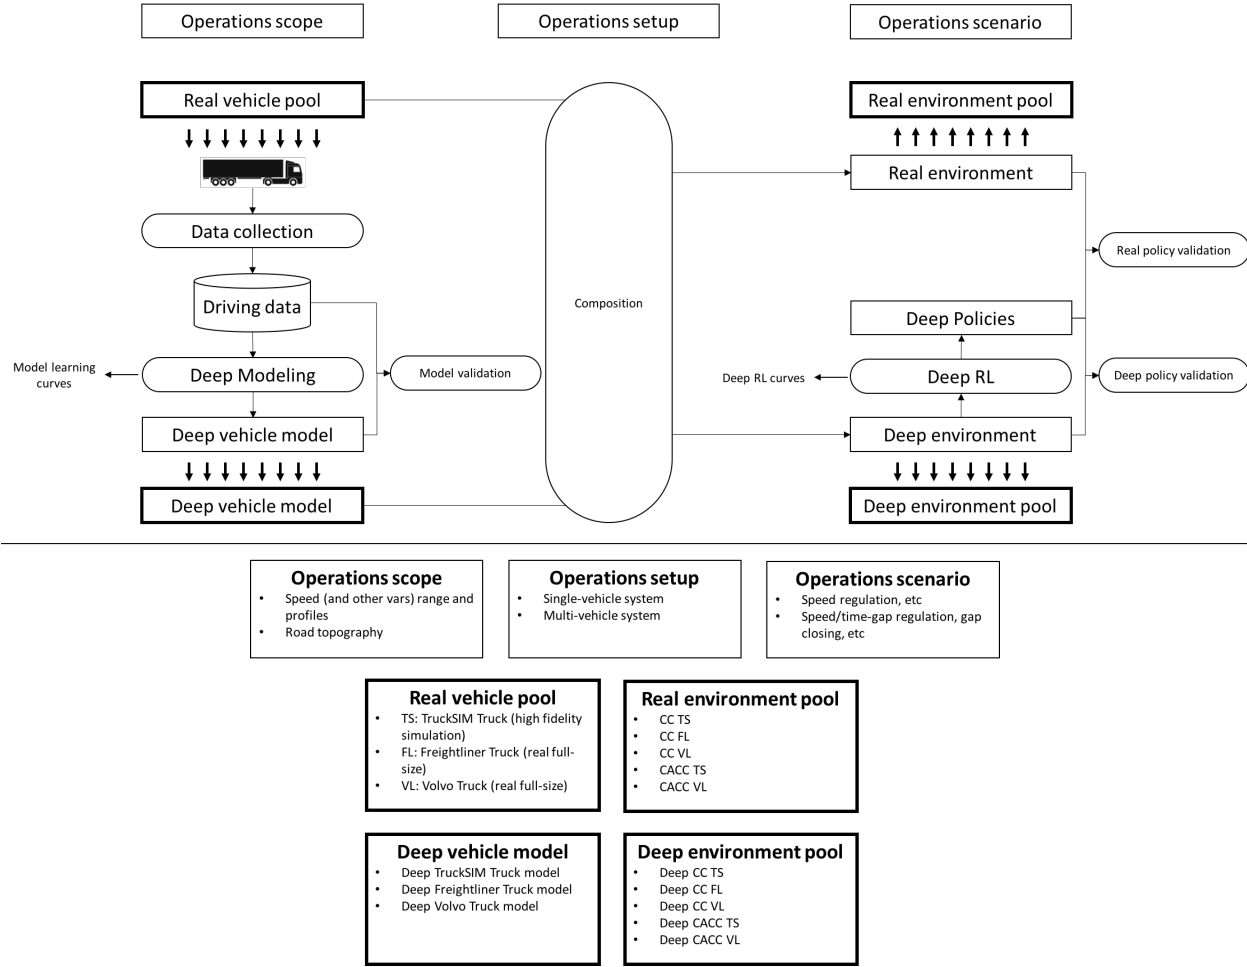 Operations scope
Operations setup
Operations scenario
Real vehicle pool
Real environment pool
Real environment
Data collection
Real policy validation
Driving data
Composition
Deep Policies
Model learning
curves
Deep Modeling
Model validation
Deep RL curves
Deep RL
Deep policy validation
Deep vehicle model
Deep environment
Deep vehicle model
Deep environment pool
Operations scope
• Speed (and other vars) range and
profiles
• Road topography
Operations setup
• Single-vehicle system
• Multi-vehicle system
Operations scenario
• Speed regulation, etc
• Speed/time-gap regulation, gap
closing, etc
Real vehicle pool
• TS: TruckSIM Truck (high fidelity
simulation)
• FL: Freightliner Truck (real full-
size)
• VL: Volvo Truck (real full-size)
Real environment pool
• CC TS
• CC FL
• CC VL
• CACC TS
• CACC VL
Deep vehicle model
• Deep TruckSIM Truck model
• Deep Freightliner Truck model
• Deep Volvo Truck model
Deep environment pool
• Deep CC TS
• Deep CC FL
• Deep CC VL
• Deep CACC TS
• Deep CACC VL